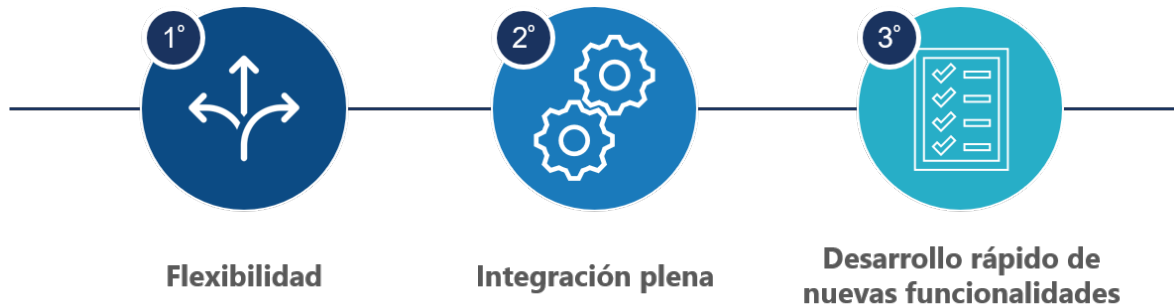 1°
2°
3°
Flexibilidad
Integración plena
Desarrollo rápido de
nuevas funcionalidades